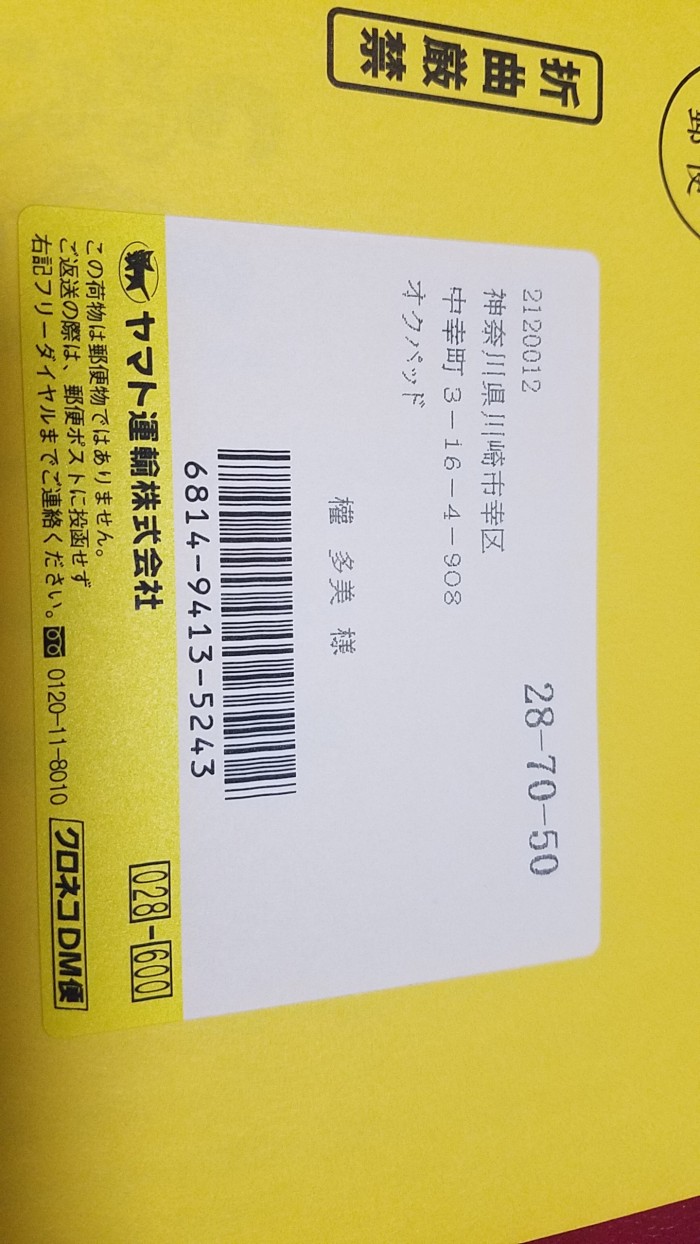 折曲厳禁
郵便
2120012
28-70-50
神奈川県川崎市幸区
中幸町3-16-4-908
オクパッド
權 多美 様
6814-9413-5243
ヤマト運輸株式会社
028-600
この荷物は郵便物ではありません。
ご返送の際は、郵便ポストに投函せず
右記フリーダイヤルまでご連絡ください。 0120-11-8010 クロネコDM便